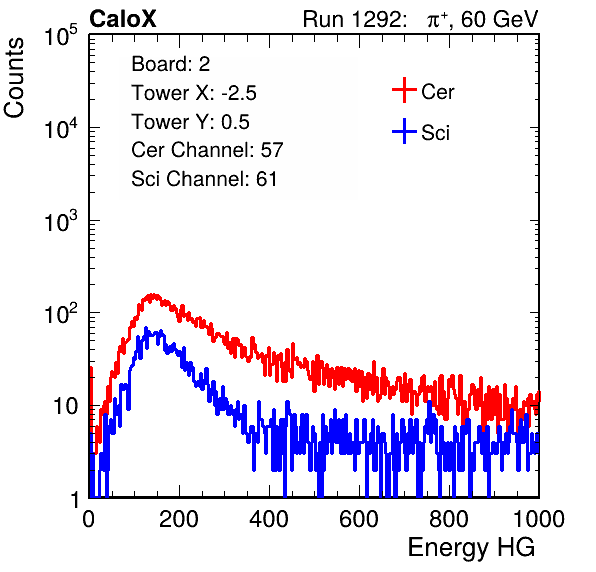 CaloX Run 1292: π⁺, 60 GeV
Counts
10⁵
10⁴
10³
10²
10
1
Board: 2
Tower X: -2.5
Tower Y: 0.5
Cer Channel: 57
Sci Channel: 61
Cer
Sci
0 200 400 600 800 1000
Energy HG